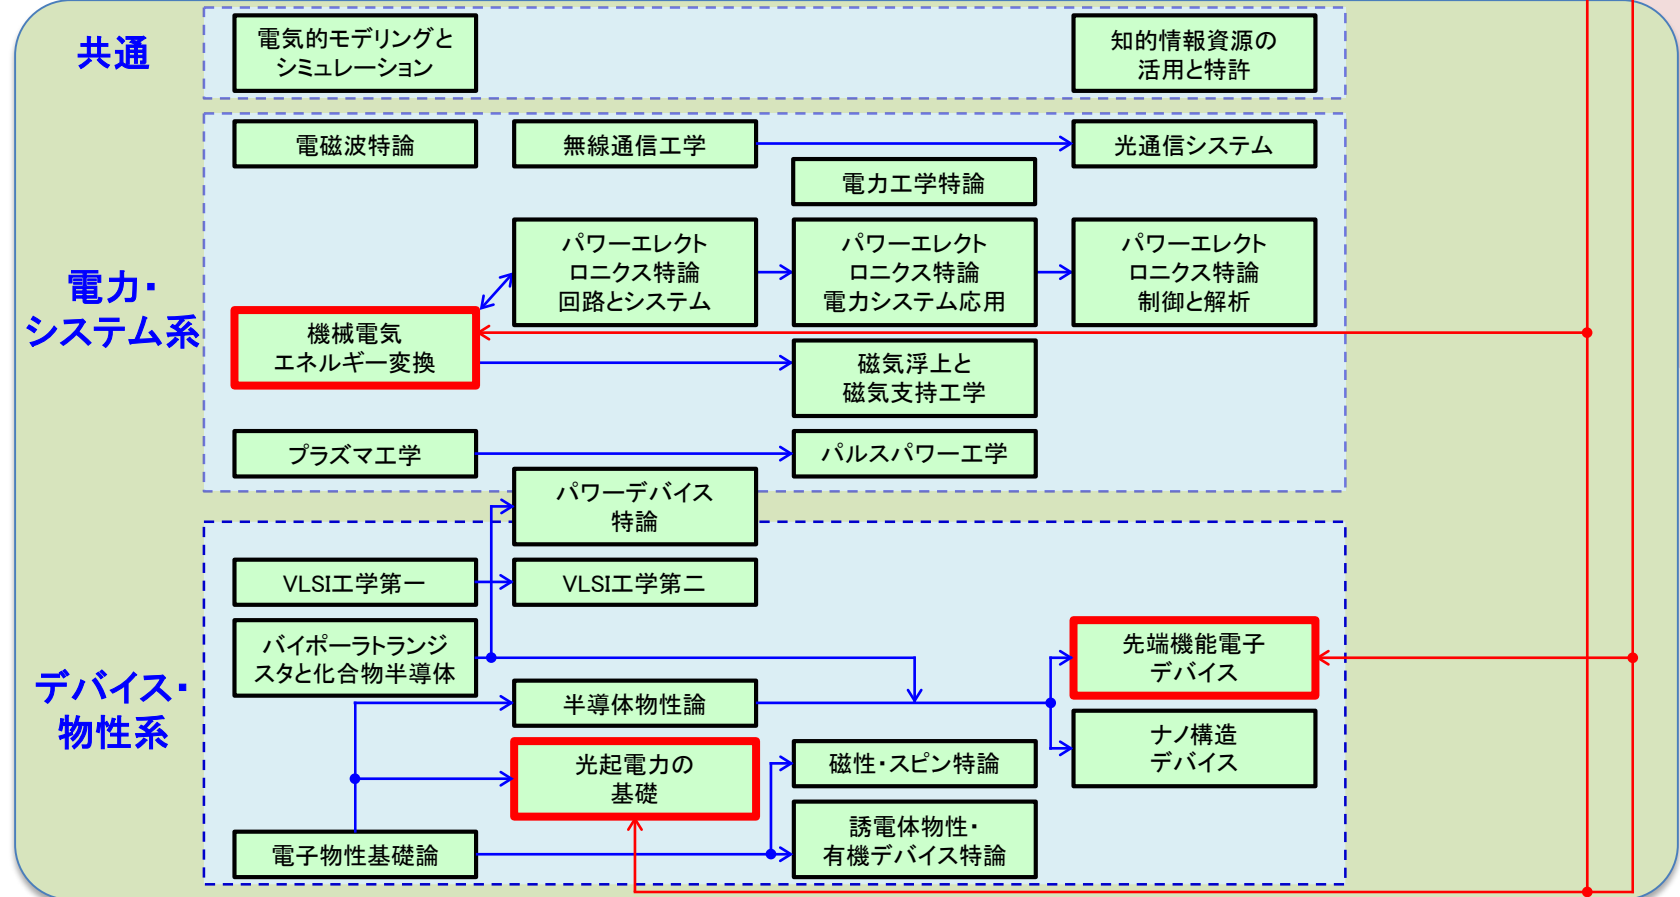 共通
電気的モデリングと
シミュレーション
知的情報資源の
活用と特許
電力・
システム系
電磁波特論
無線通信工学
光通信システム
電力工学特論
パワーエレクト
ロニクス特論
回路とシステム
パワーエレクト
ロニクス特論
電力システム応用
パワーエレクト
ロニクス特論
制御と解析
機械電気
エネルギー変換
磁気浮上と
磁気支持工学
プラズマ工学
パルスパワー工学
パワーデバイス
特論
デバイス・
物性系
VLSI工学第一
VLSI工学第二
バイポーラトランジ
スタと化合物半導体
先端機能電子
デバイス
半導体物性論
ナノ構造
デバイス
光起電力の
基礎
磁性・スピン特論
電子物性基礎論
誘電体物性・
有機デバイス特論